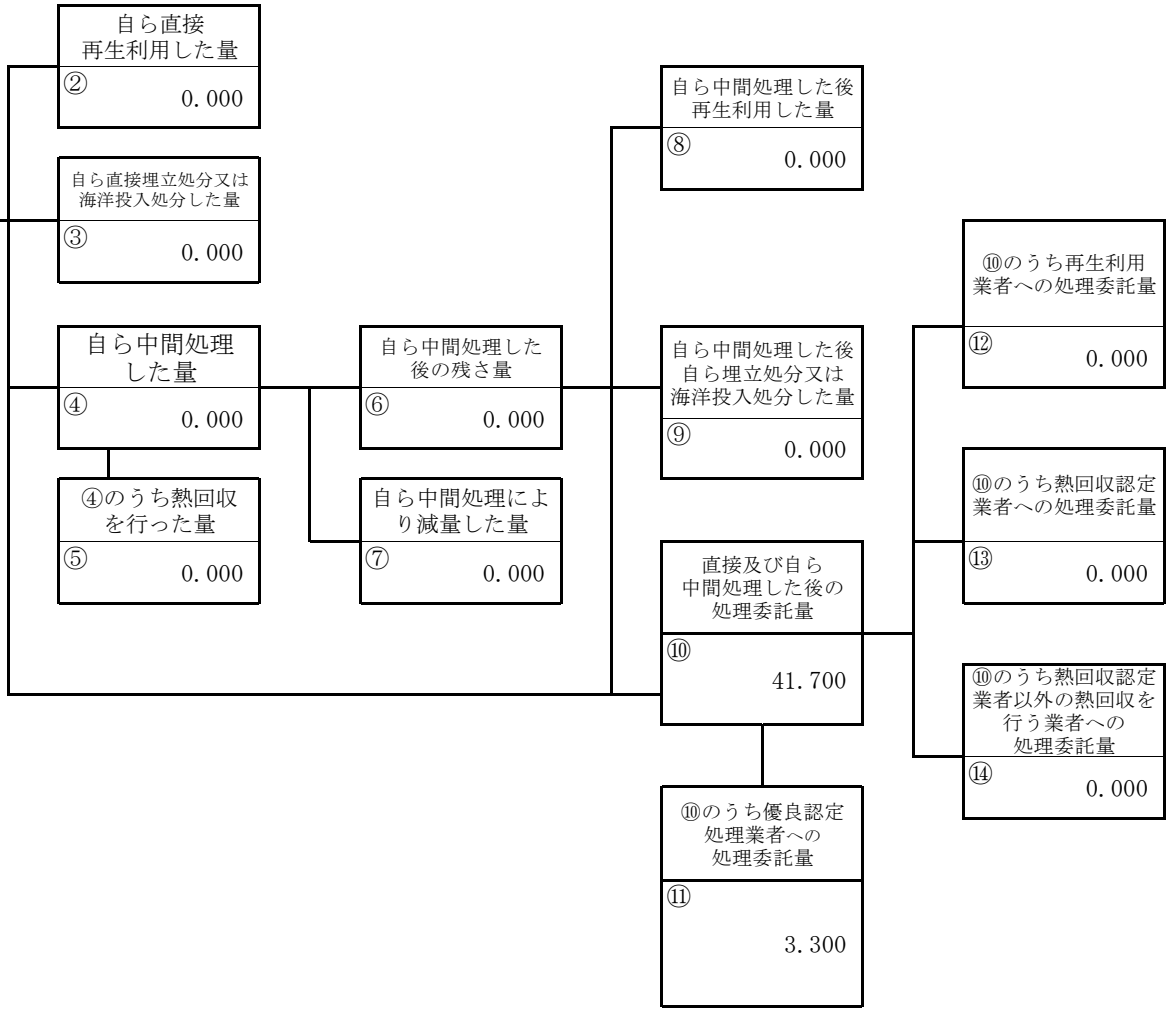 自ら直接
再生利用した量
②
0.000
自ら直接埋立処分又は
海洋投入処分した量
③
0.000
自ら中間処理
した量
④
0.000
④のうち熱回収
を行った量
⑤
0.000
自ら中間処理した
後の残さ量
⑥
0.000
自ら中間処理によ
り減量した量
⑦
0.000
自ら中間処理した後
再生利用した量
⑧
0.000
自ら中間処理した後
自ら埋立処分又は
海洋投入処分した量
⑨
0.000
直接及び自ら
中間処理した後の
処理委託量
⑩
41.700
⑩のうち優良認定
処理業者への
処理委託量
⑪
3.300
⑩のうち再生利用
業者への処理委託量
⑫
0.000
⑩のうち熱回収認定
業者への処理委託量
⑬
0.000
⑩のうち熱回収認定
業者以外の熱回収を
行う業者への
処理委託量
⑭
0.000